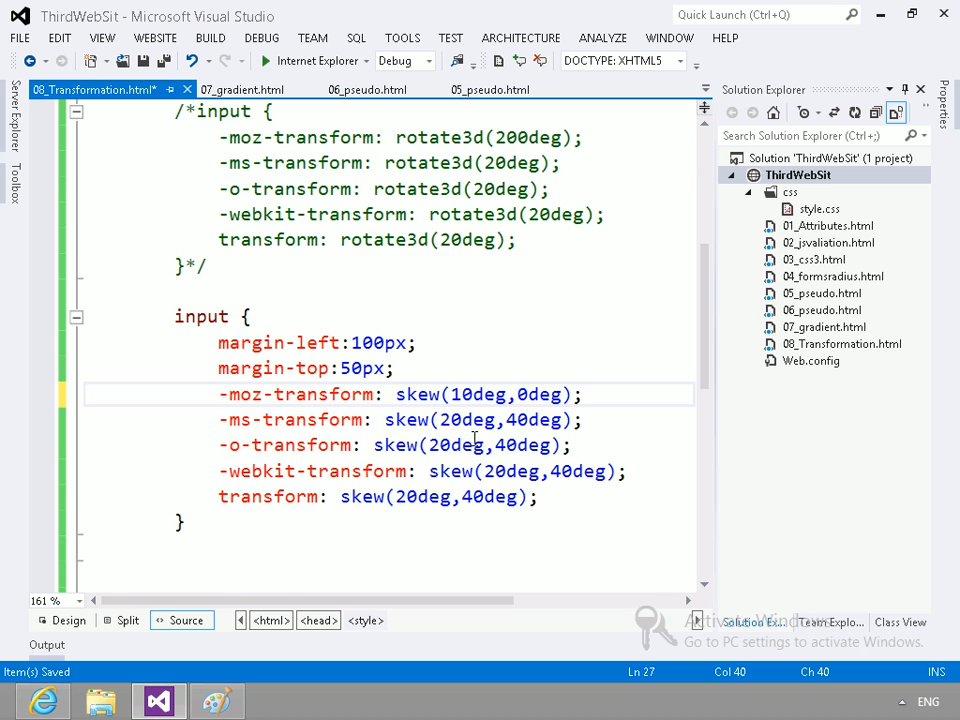 ThirdWebSit - Microsoft Visual Studio
Quick Launch (Ctrl+Q)
FILE EDIT VIEW WEBSITE BUILD DEBUG TEAM SQL TOOLS TEST ARCHITECTURE ANALYZE WINDOW HELP
Internet Explorer Debug DOCTYPE: XHTML5
08_Transformation.html* 07_gradient.html 06_pseudo.html 05_pseudo.html
Server Explorer
Toolbox
/*input {
-moz-transform: rotate3d(200deg);
-ms-transform: rotate3d(20deg);
-o-transform: rotate3d(20deg);
-webkit-transform: rotate3d(20deg);
transform: rotate3d(20deg);
}*/
input {
margin-left:100px;
margin-top:50px;
-moz-transform: skew(10deg,0deg);
-ms-transform: skew(20deg,40deg);
-o-transform: skew(20deg,40deg);
-webkit-transform: skew(20deg,40deg);
transform: skew(20deg,40deg);
}
161 %
Design Split Source <html> <head> <style>
Output
Solution Explorer
Search Solution Explorer (Ctrl+;)
Solution 'ThirdWebSit' (1 project)
ThirdWebSit
css
style.css
01_Attributes.html
02_jsvaliation.html
03_css3.html
04_formsradius.html
05_pseudo.html
06_pseudo.html
07_gradient.html
08_Transformation.html
Web.config
Properties
Solution Ex... Team Explo... Class View
Activate Windows
Go to PC settings to activate Windows.
Item(s) Saved Ln 27 Col 40 Ch 40 INS
ENG